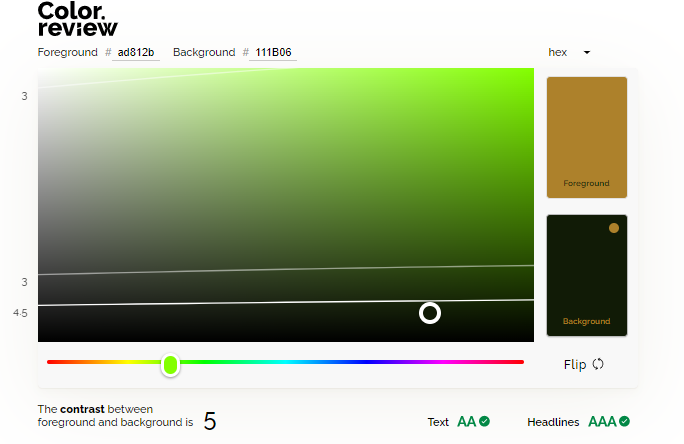 Color.
review
Foreground # ad812b Background # 111B06 hex
3
Foreground
3
4.5
Background
Flip
The contrast between
foreground and background is 5 Text AA Headlines AAA